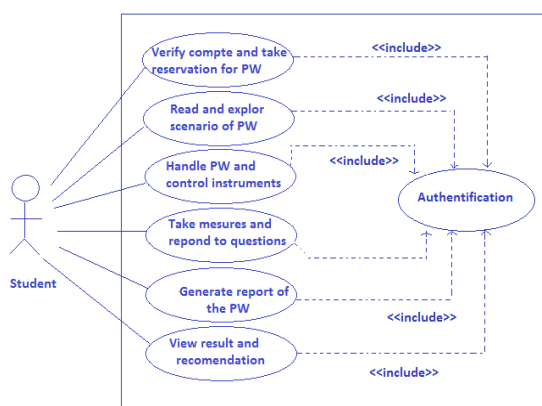 Verify compte and take
reservation for PW
<<include>>
Read and explor
scenario of PW
<<include>>
Handle PW and
control instruments
<<include>>
Authentification
Take mesures and
repond to questions
Student
Generate report of
the PW
<<include>>
View result and
recomendation
<<include>>